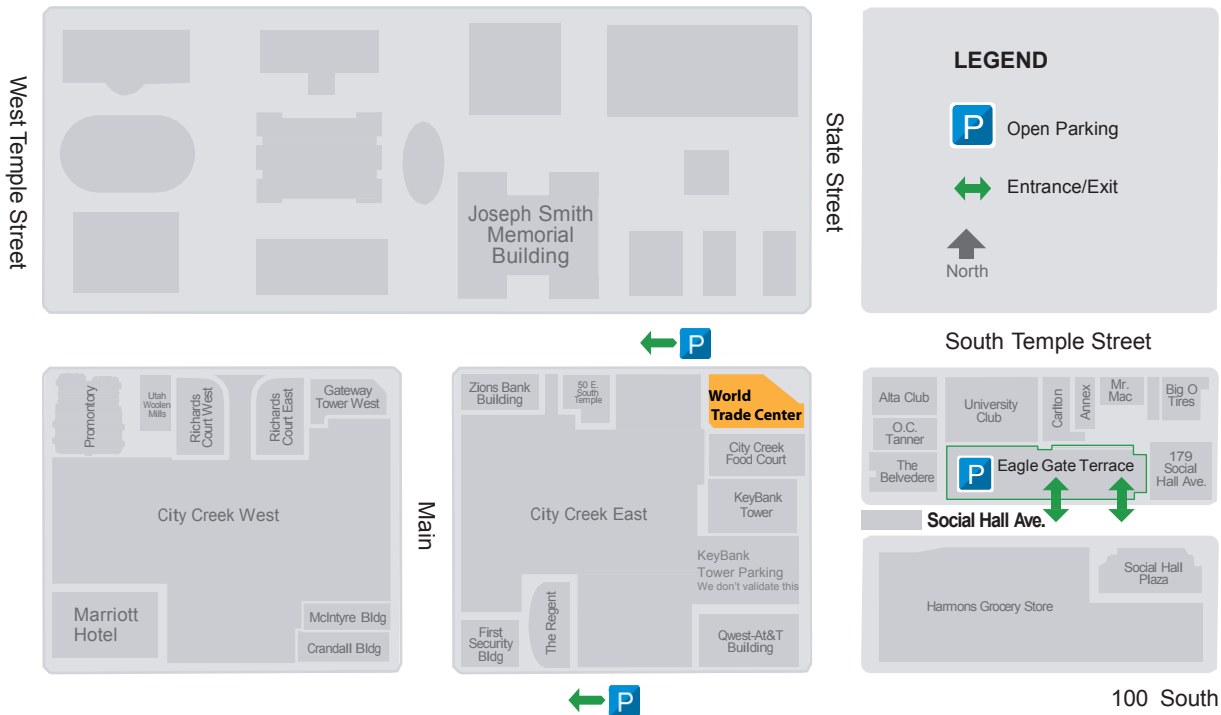 West Temple Street
Joseph Smith
Memorial
Building
State Street
LEGEND
P
Open Parking
Entrance/Exit
North
P
South Temple Street
Promontory
Utah
Woolen
Mills
Richards
Court West
Richards
Court East
Gateway
Tower West
City Creek West
Marriott
Hotel
McIntyre Bldg
Crandall Bldg
Main
Zions Bank
Building
50 E.
South
Temple
World
Trade Center
City Creek
Food Court
KeyBank
Tower
City Creek East
KeyBank
Tower Parking
We don't validate this
First
Security
Bldg
The Regent
Qwest-At&T
Building
Alta Club
O.C.
Tanner
The
Belvedere
University
Club
Carlton
Annex
Mr.
Mac
Big O
Tires
P
Eagle Gate Terrace
179
Social
Hall Ave.
Social Hall Ave.
Social Hall
Plaza
Harmons Grocery Store
P
100 South